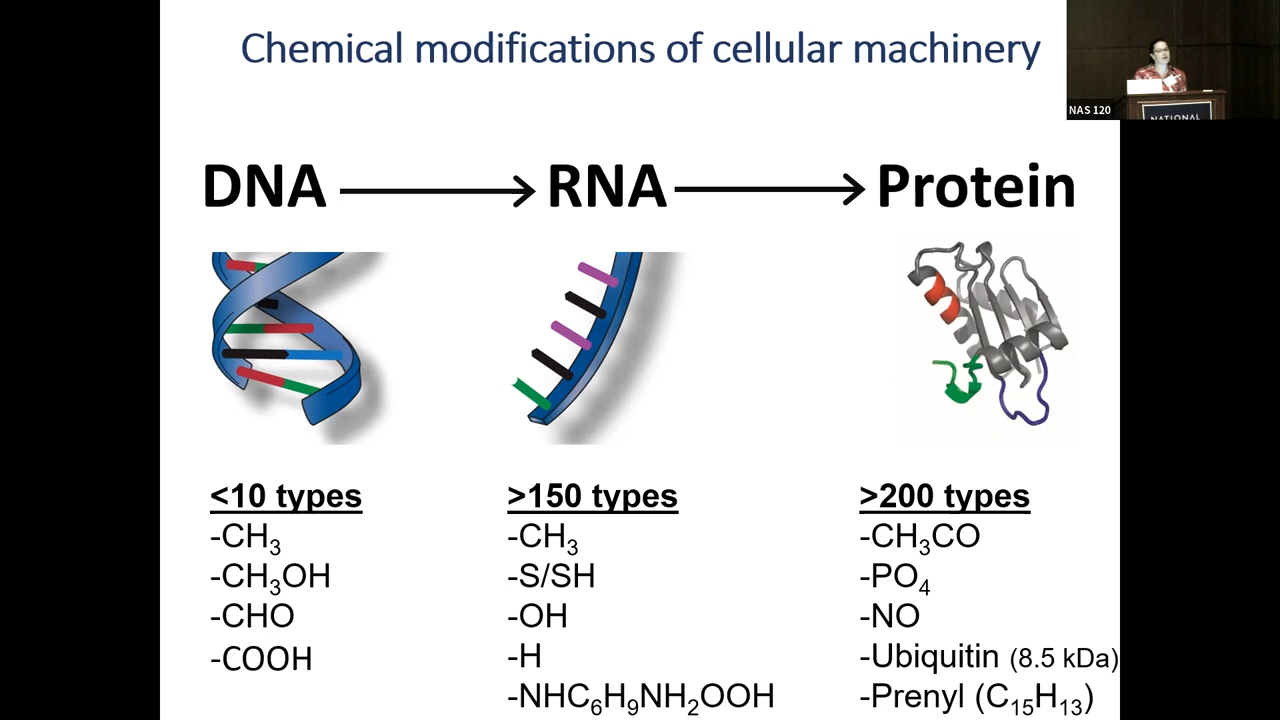 Chemical modifications of cellular machinery
NAS 120
NATIONAL
DNA RNA Protein
<10 types
-CH₃
-CH₃OH
-CHO
-COOH
>150 types
-CH₃
-S/SH
-OH
-H
-NHC₆H₉NH₂OOH
>200 types
-CH₃CO
-PO₄
-NO
-Ubiquitin (8.5 kDa)
-Prenyl (C₁₅H₁₃)